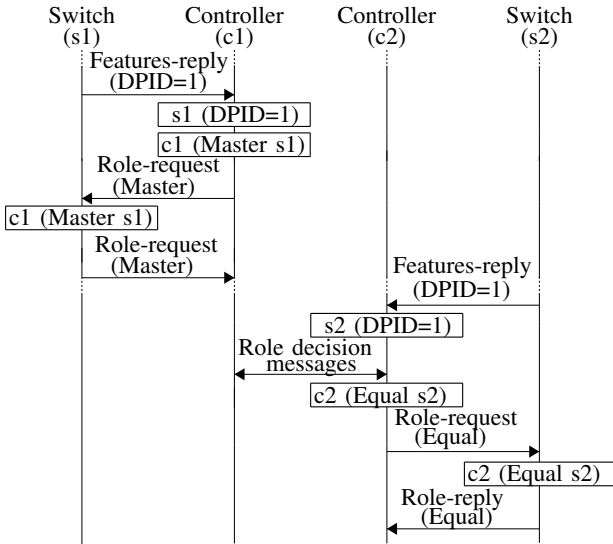 Switch
(s1)
Controller
(c1)
Controller
(c2)
Switch
(s2)
Features-reply
(DPID=1)
s1 (DPID=1)
c1 (Master s1)
Role-request
(Master)
c1 (Master s1)
Role-request
(Master)
Features-reply
(DPID=1)
s2 (DPID=1)
Role decision
messages
c2 (Equal s2)
Role-request
(Equal)
c2 (Equal s2)
Role-reply
(Equal)